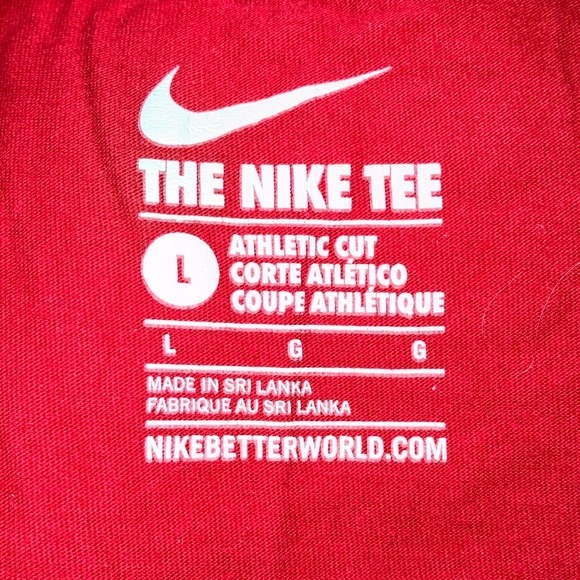 THE NIKE TEE
L
ATHLETIC CUT
CORTE ATLÉTICO
COUPE ATHLÉTIQUE
L G G
MADE IN SRI LANKA
FABRIQUE AU SRI LANKA
NIKEBETTERWORLD.COM